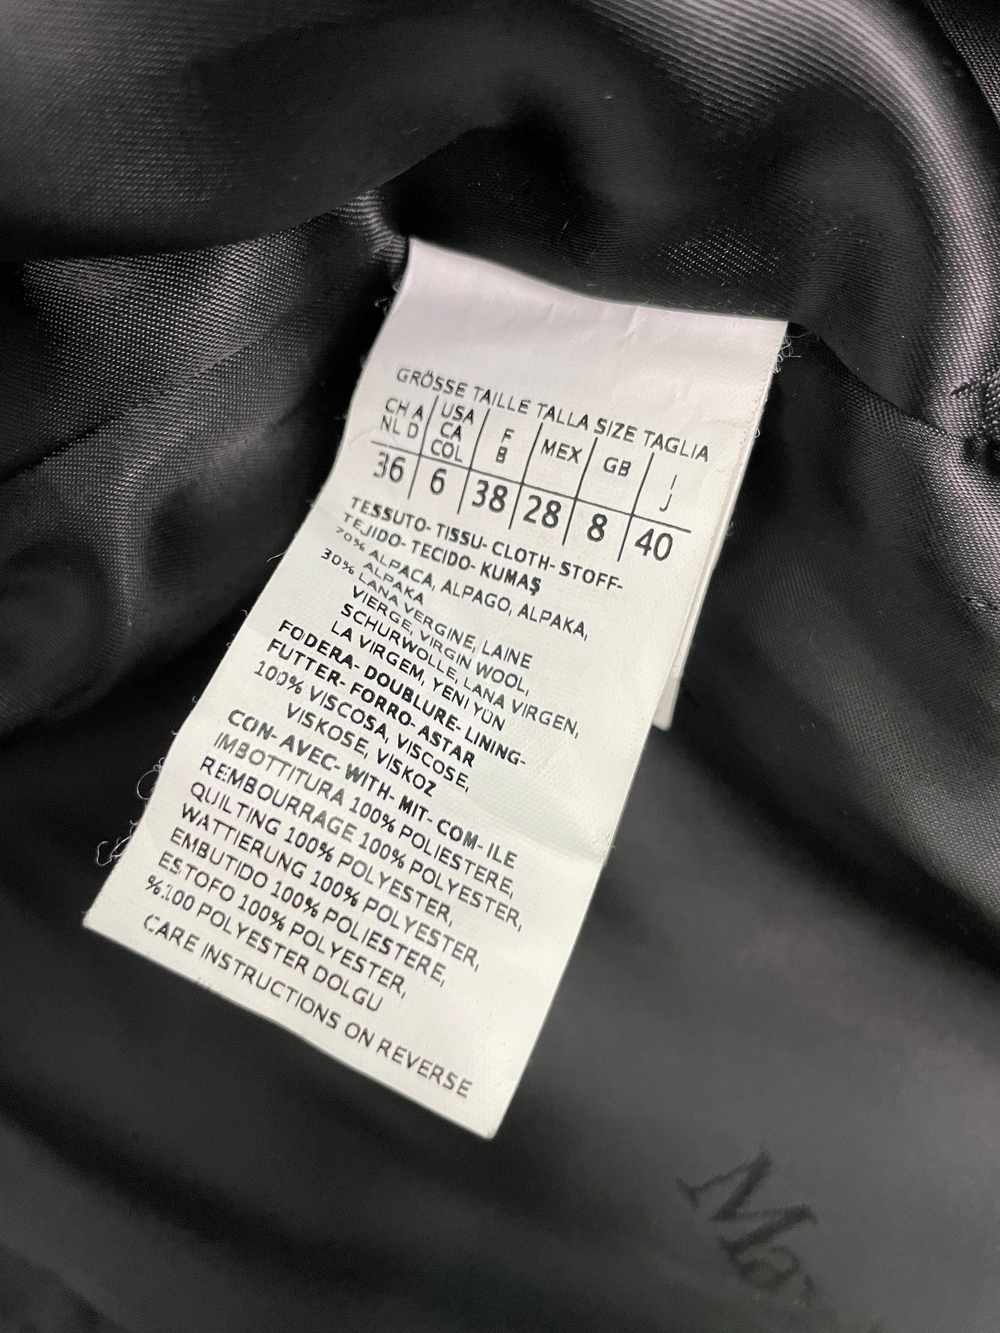 GRÖSSE TAILLE TALLA SIZE TAGLIA
CH A NL D USA CA COL F B MEX GB I J
36 6 38 28 8 40
TESSUTO- TISSU- CLOTH- STOFF-
TEJIDO- TECIDO- KUMAŞ
70% ALPACA, ALPAGO, ALPAKA,
ALPAKA
30% LANA VERGINE, LAINE
VIERGE, VIRGIN WOOL,
SCHURWOLLE, LANA VIRGEN,
LA VIRGEM, YENI YÜN
FODERA- DOUBLURE- LINING-
FUTTER- FORRO- ASTAR
100% VISCOSA, VISCOSE,
VISKOSE, VISKOZ
CON- AVEC- WITH- MIT- COM- ILE
IMBOTTITURA 100% POLIESTERE,
REMBOURRAGE 100% POLYESTER,
QUILTING 100% POLYESTER,
WATTIERUNG 100% POLYESTER,
EMBUTIDO 100% POLIESTERE,
ESTOFO 100% POLYESTER,
%100 POLYESTER DOLGU
CARE INSTRUCTIONS ON REVERSE